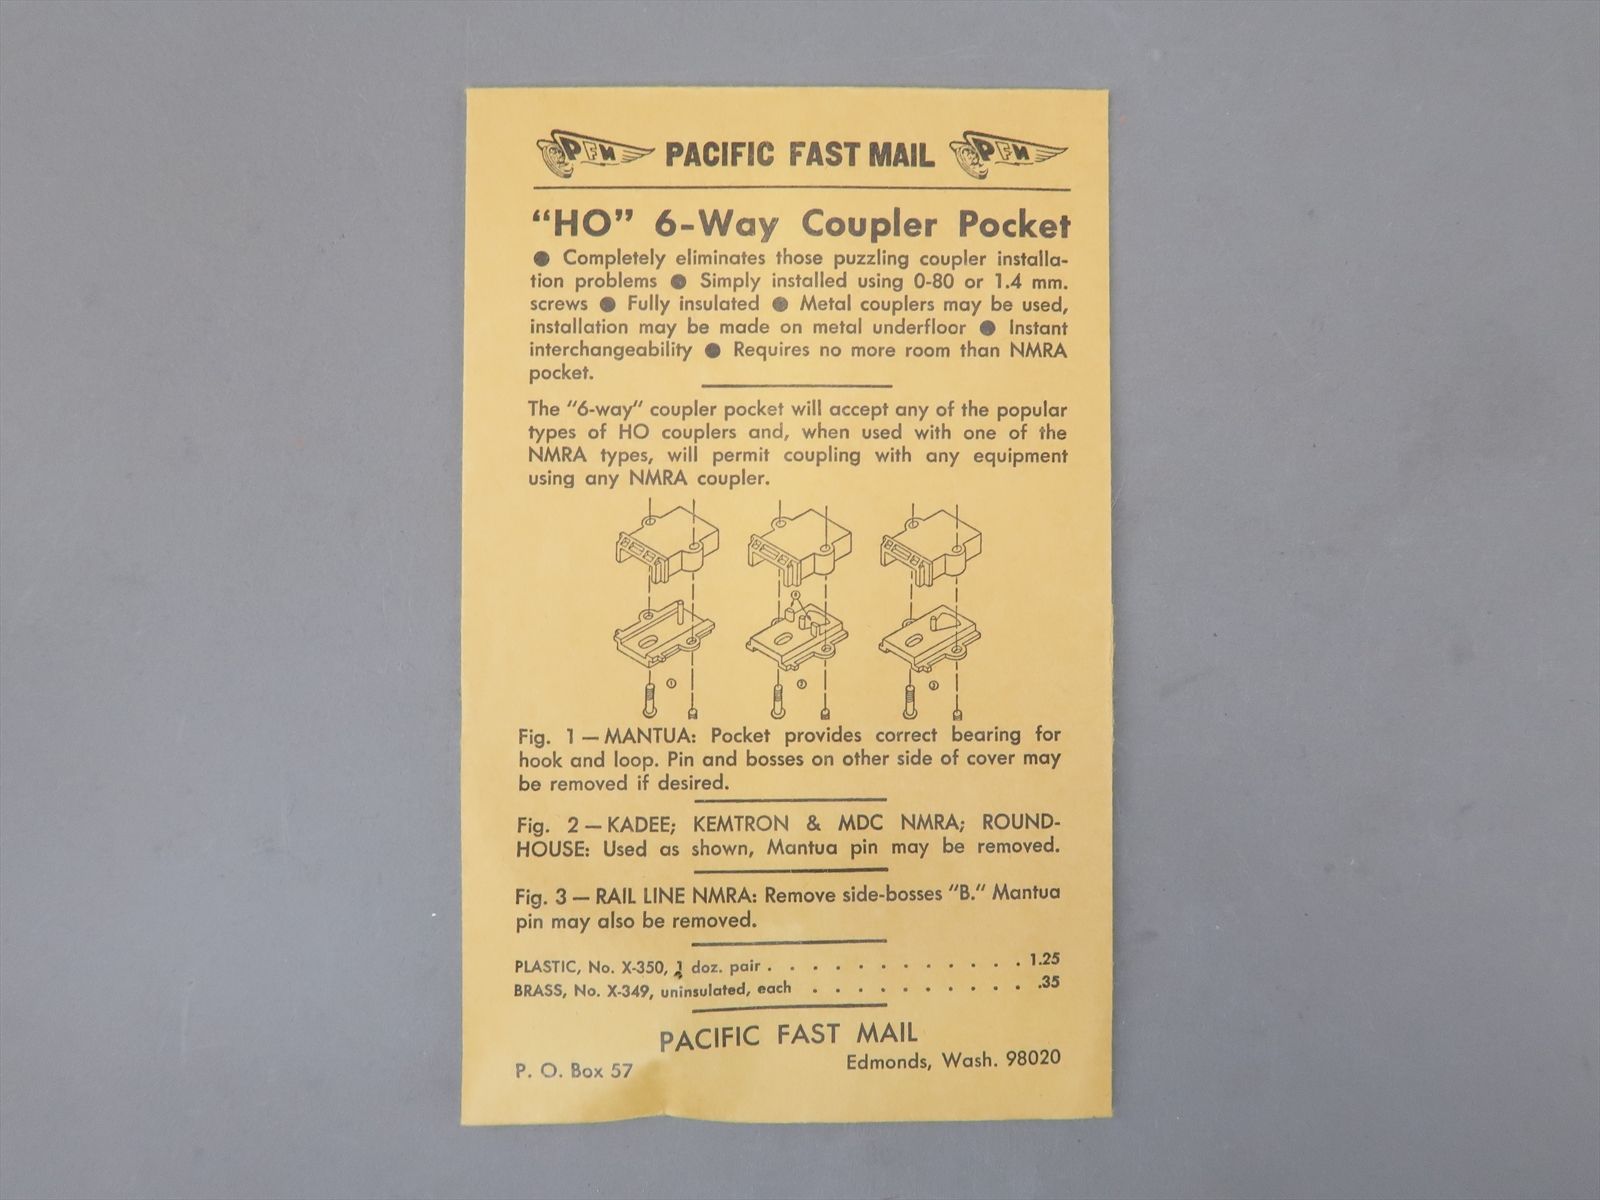 PFM PACIFIC FAST MAIL PFM
"HO" 6-Way Coupler Pocket
● Completely eliminates those puzzling coupler installa-
tion problems ● Simply installed using 0-80 or 1.4 mm.
screws ● Fully insulated ● Metal couplers may be used,
installation may be made on metal underfloor ● Instant
interchangeability ● Requires no more room than NMRA
pocket.
The "6-way" coupler pocket will accept any of the popular
types of HO couplers and, when used with one of the
NMRA types, will permit coupling with any equipment
using any NMRA coupler.
B
1 2 3
Fig. 1 — MANTUA: Pocket provides correct bearing for
hook and loop. Pin and bosses on other side of cover may
be removed if desired.
Fig. 2 — KADEE; KEMTRON & MDC NMRA; ROUND-
HOUSE: Used as shown, Mantua pin may be removed.
Fig. 3 — RAIL LINE NMRA: Remove side-bosses "B." Mantua
pin may also be removed.
PLASTIC, No. X-350, 1 doz. pair . . . . . . . . . . . . . 1.25
BRASS, No. X-349, uninsulated, each . . . . . . . . . . .35
PACIFIC FAST MAIL
P. O. Box 57 Edmonds, Wash. 98020